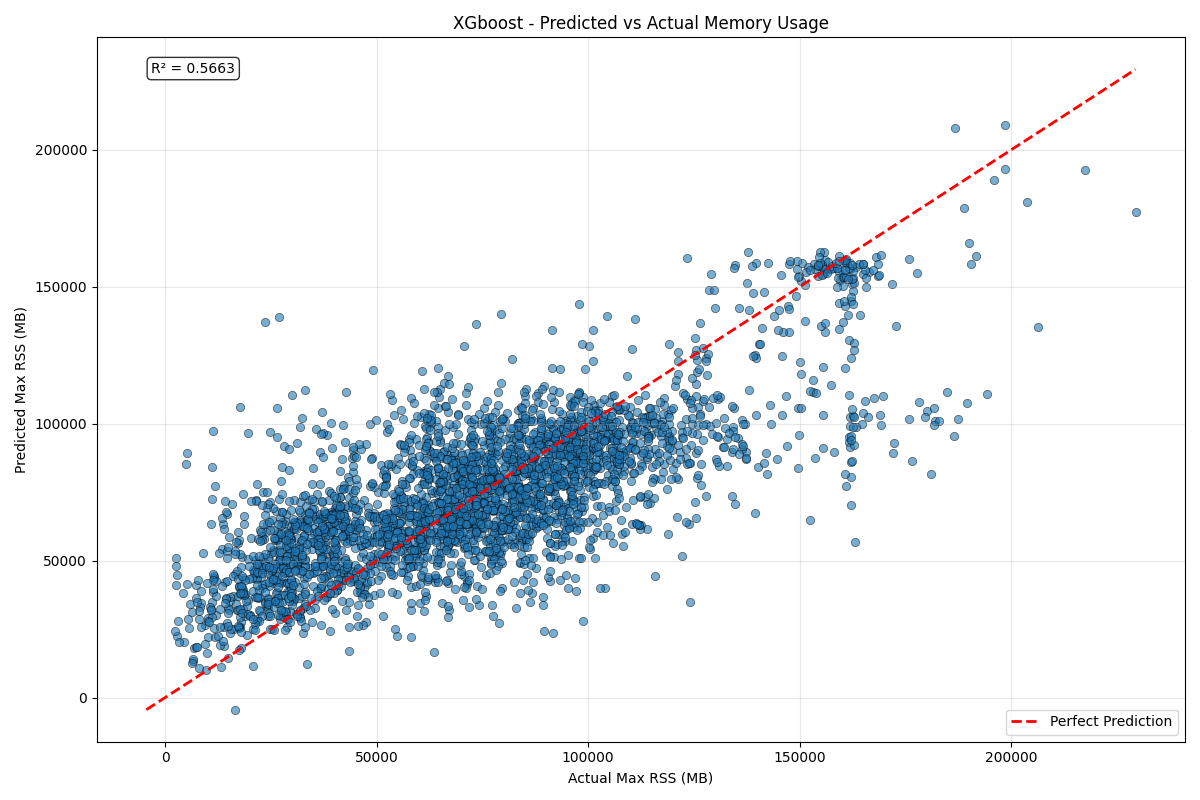 XGboost - Predicted vs Actual Memory Usage
R² = 0.5663
Predicted Max RSS (MB)
200000
150000
100000
50000
0
0
50000
100000
150000
200000
Actual Max RSS (MB)
Perfect Prediction